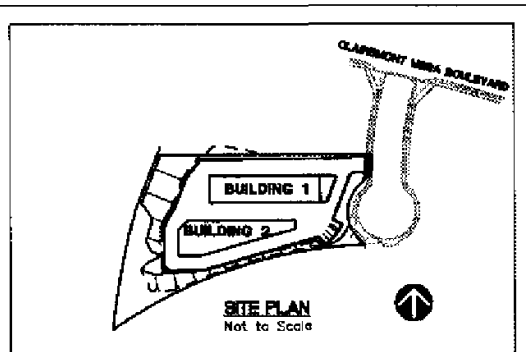 CLAIREMONT MESA BOULEVARD
BUILDING 1
BUILDING 2
SITE PLAN
Not to Scale